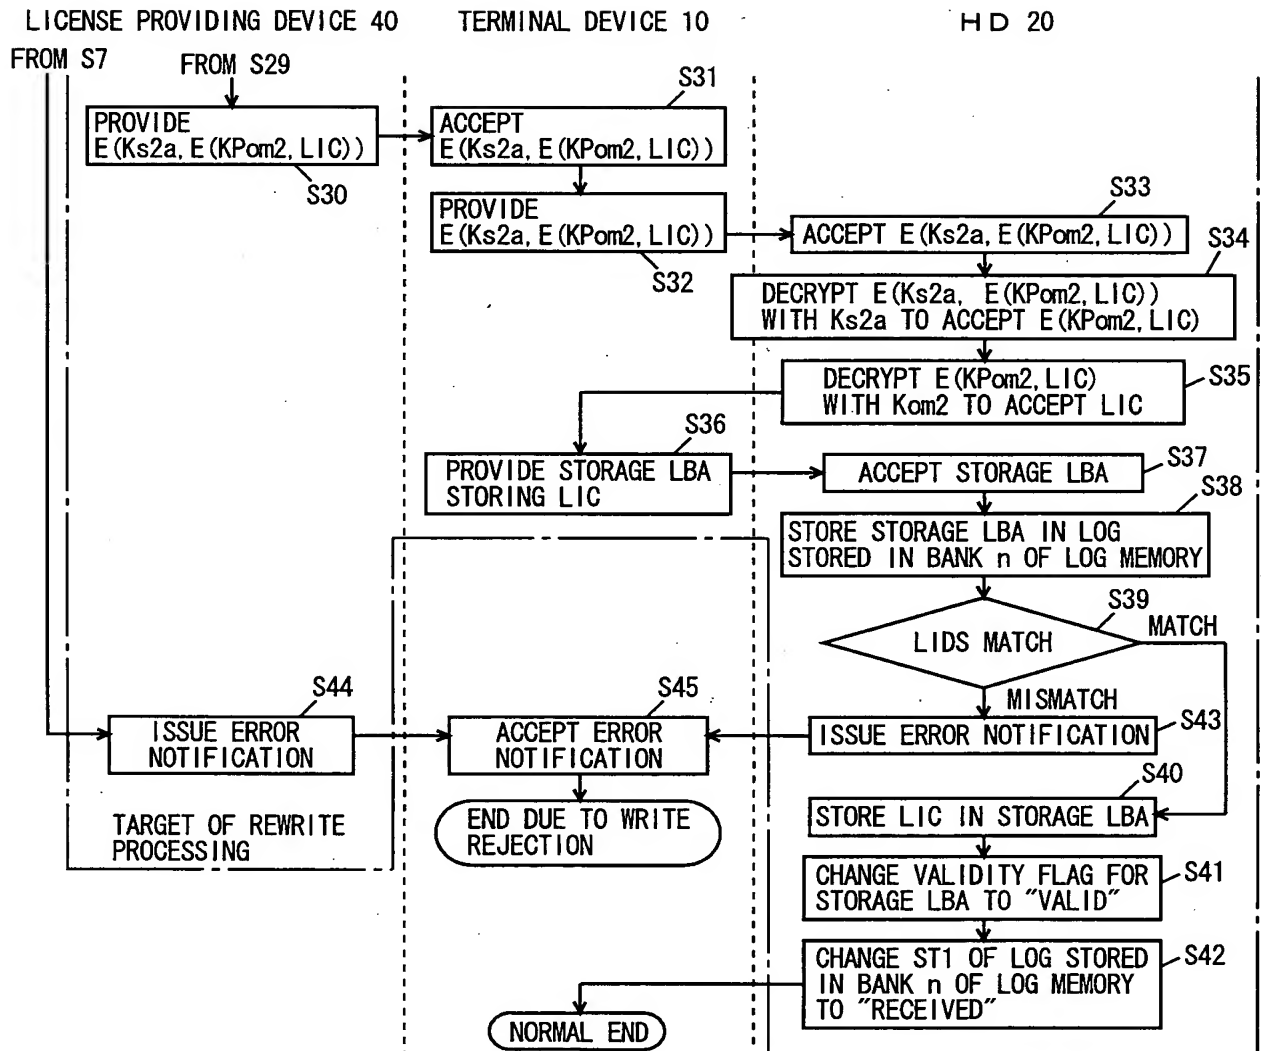 LICENSE PROVIDING DEVICE 40
TERMINAL DEVICE 10
HD 20
FROM S7
FROM S29
S31
PROVIDE
E(Ks2a, E(KPom2, LIC))
S30
ACCEPT
E(Ks2a, E(KPom2, LIC))
PROVIDE
E(Ks2a, E(KPom2, LIC))
S32
S33
ACCEPT E(Ks2a, E(KPom2, LIC))
S34
DECRYPT E(Ks2a, E(KPom2, LIC))
WITH Ks2a TO ACCEPT E(KPom2, LIC)
DECRYPT E(KPom2, LIC)
WITH Kom2 TO ACCEPT LIC
S35
S36
PROVIDE STORAGE LBA
STORING LIC
ACCEPT STORAGE LBA
S37
S38
STORE STORAGE LBA IN LOG
STORED IN BANK n OF LOG MEMORY
S39
LIDS MATCH
MATCH
MISMATCH
S44
ISSUE ERROR
NOTIFICATION
S45
ACCEPT ERROR
NOTIFICATION
ISSUE ERROR NOTIFICATION
S43
S40
END DUE TO WRITE
REJECTION
TARGET OF REWRITE
PROCESSING
STORE LIC IN STORAGE LBA
CHANGE VALIDITY FLAG FOR
STORAGE LBA TO "VALID"
S41
CHANGE ST1 OF LOG STORED
IN BANK n OF LOG MEMORY
TO "RECEIVED"
S42
NORMAL END